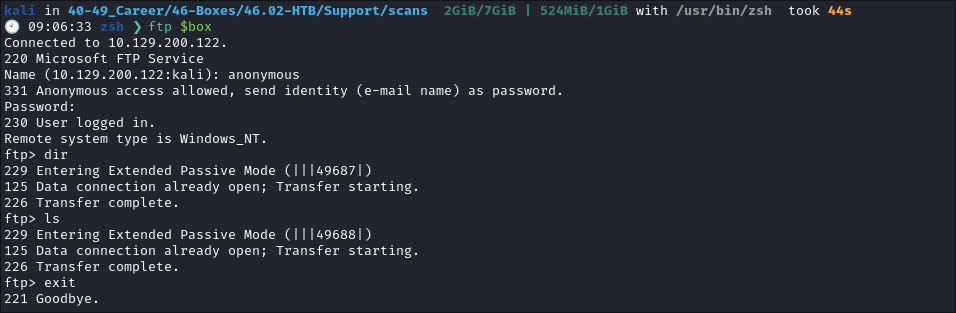 kali in 40-49_Career/46-Boxes/46.02-HTB/Support/scans 2GiB/7GiB | 524MiB/1GiB with /usr/bin/zsh took 44s
🕙 09:06:33 zsh ❯ ftp $box
Connected to 10.129.200.122.
220 Microsoft FTP Service
Name (10.129.200.122:kali): anonymous
331 Anonymous access allowed, send identity (e-mail name) as password.
Password:
230 User logged in.
Remote system type is Windows_NT.
ftp> dir
229 Entering Extended Passive Mode (|||49687|)
125 Data connection already open; Transfer starting.
226 Transfer complete.
ftp> ls
229 Entering Extended Passive Mode (|||49688|)
125 Data connection already open; Transfer starting.
226 Transfer complete.
ftp> exit
221 Goodbye.